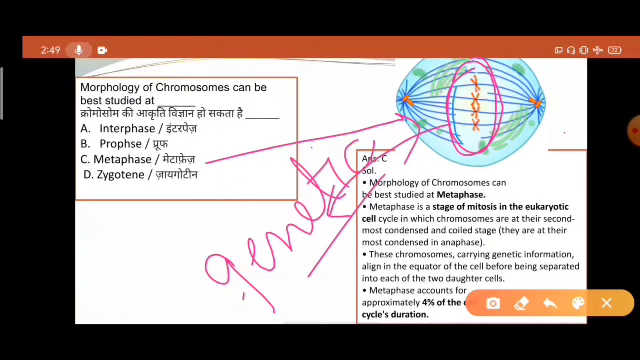 2:49
72
Morphology of Chromosomes can be
best studied at ______
क्रोमोसोम की आकृति विज्ञान हो सकता है ______
A. Interphase / इंटरपेज़
B. Prophse / प्रूफ
C. Metaphase / मेटाफ़ेज़
D. Zygotene / ज़ायगोटीन
genetic
Ans. C
Sol.
• Morphology of Chromosomes can
be best studied at Metaphase.
• Metaphase is a stage of mitosis in the eukaryotic
cell cycle in which chromosomes are at their second-
most condensed and coiled stage (they are at their
most condensed in anaphase).
• These chromosomes, carrying genetic information,
align in the equator of the cell before being separated
into each of the two daughter cells.
• Metaphase accounts for
approximately 4% of the
cycle's duration.